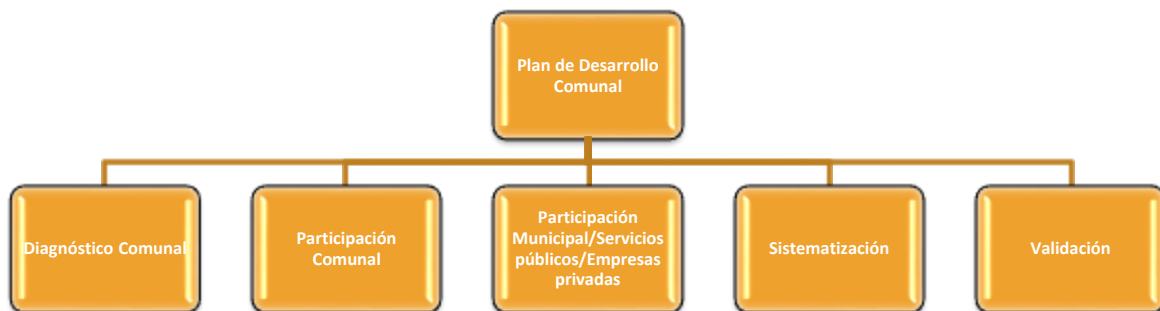 Plan de Desarrollo
Comunal
Diagnóstico Comunal
Participación
Comunal
Participación
Municipal/Servicios
públicos/Empresas
privadas
Sistematización
Validación